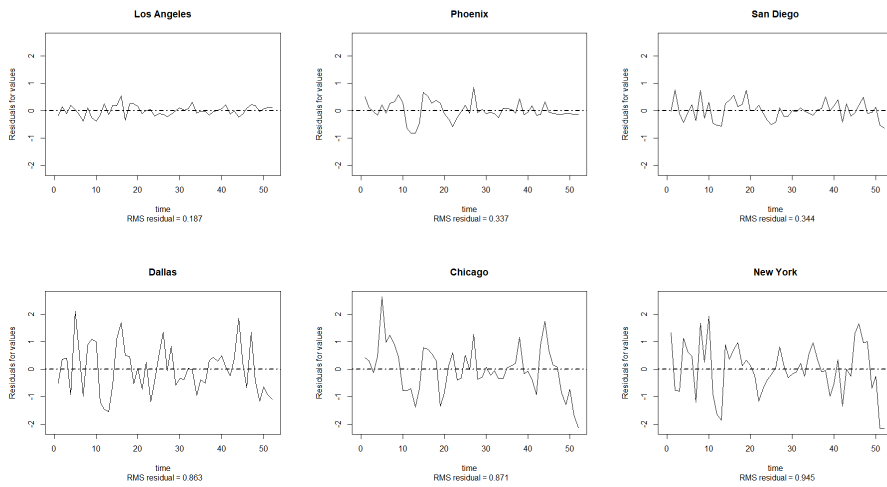 Los Angeles
Phoenix
San Diego
Residuals for values
2
1
0
-1
-2
0
10
20
30
40
50
time
RMS residual = 0.187
Residuals for values
2
1
0
-1
-2
0
10
20
30
40
50
time
RMS residual = 0.337
Residuals for values
2
1
0
-1
-2
0
10
20
30
40
50
time
RMS residual = 0.344
Dallas
Chicago
New York
Residuals for values
2
1
0
-1
-2
0
10
20
30
40
50
time
RMS residual = 0.863
Residuals for values
2
1
0
-1
-2
0
10
20
30
40
50
time
RMS residual = 0.871
Residuals for values
2
1
0
-1
-2
0
10
20
30
40
50
time
RMS residual = 0.945